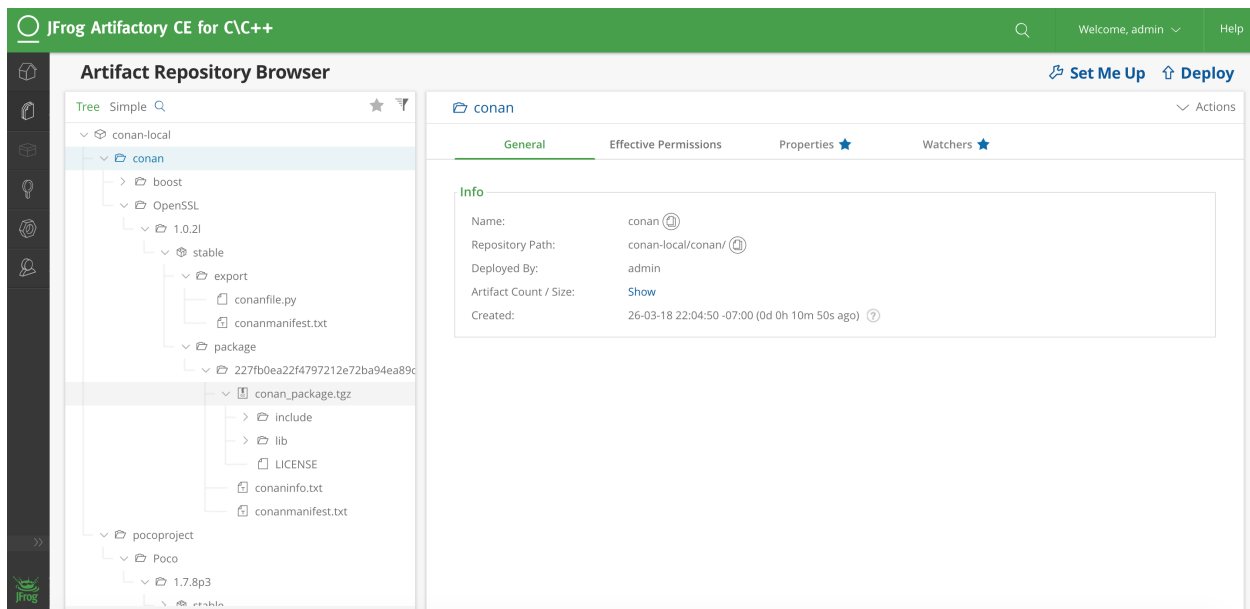 JFrog Artifactory CE for C\C++
Welcome, admin
Help
Artifact Repository Browser
Set Me Up
Deploy
Tree Simple
conan-local
conan
boost
OpenSSL
1.0.2l
stable
export
conanfile.py
conanmanifest.txt
package
227fb0ea22f4797212e72ba94ea89c
conan_package.tgz
include
lib
LICENSE
conaninfo.txt
conanmanifest.txt
pocoproject
Poco
1.7.8p3
stable
conan
Actions
General
Effective Permissions
Properties
Watchers
Info
Name: conan
Repository Path: conan-local/conan/
Deployed By: admin
Artifact Count / Size: Show
Created: 26-03-18 22:04:50 -07:00 (0d 0h 10m 50s ago)
JFrog